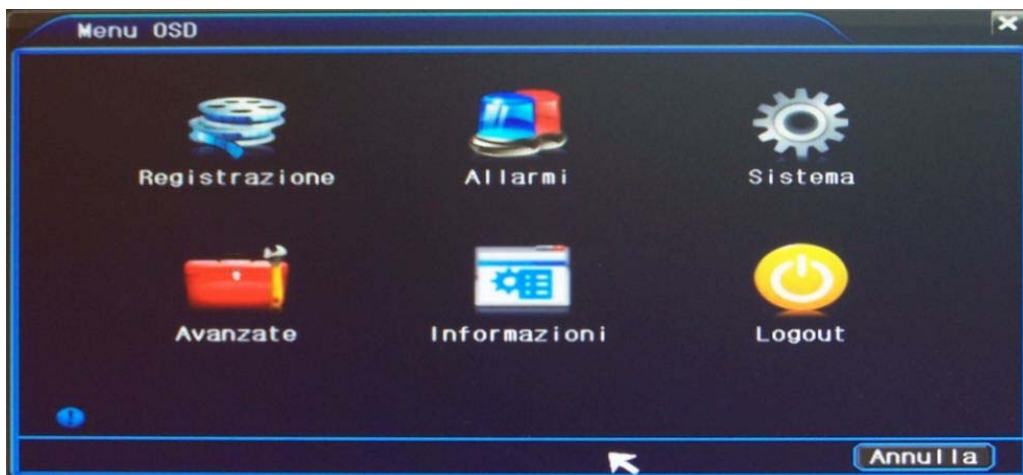 Menu OSD
Registrazione Allarmi Sistema
Avanzate Informazioni Logout
Annulla